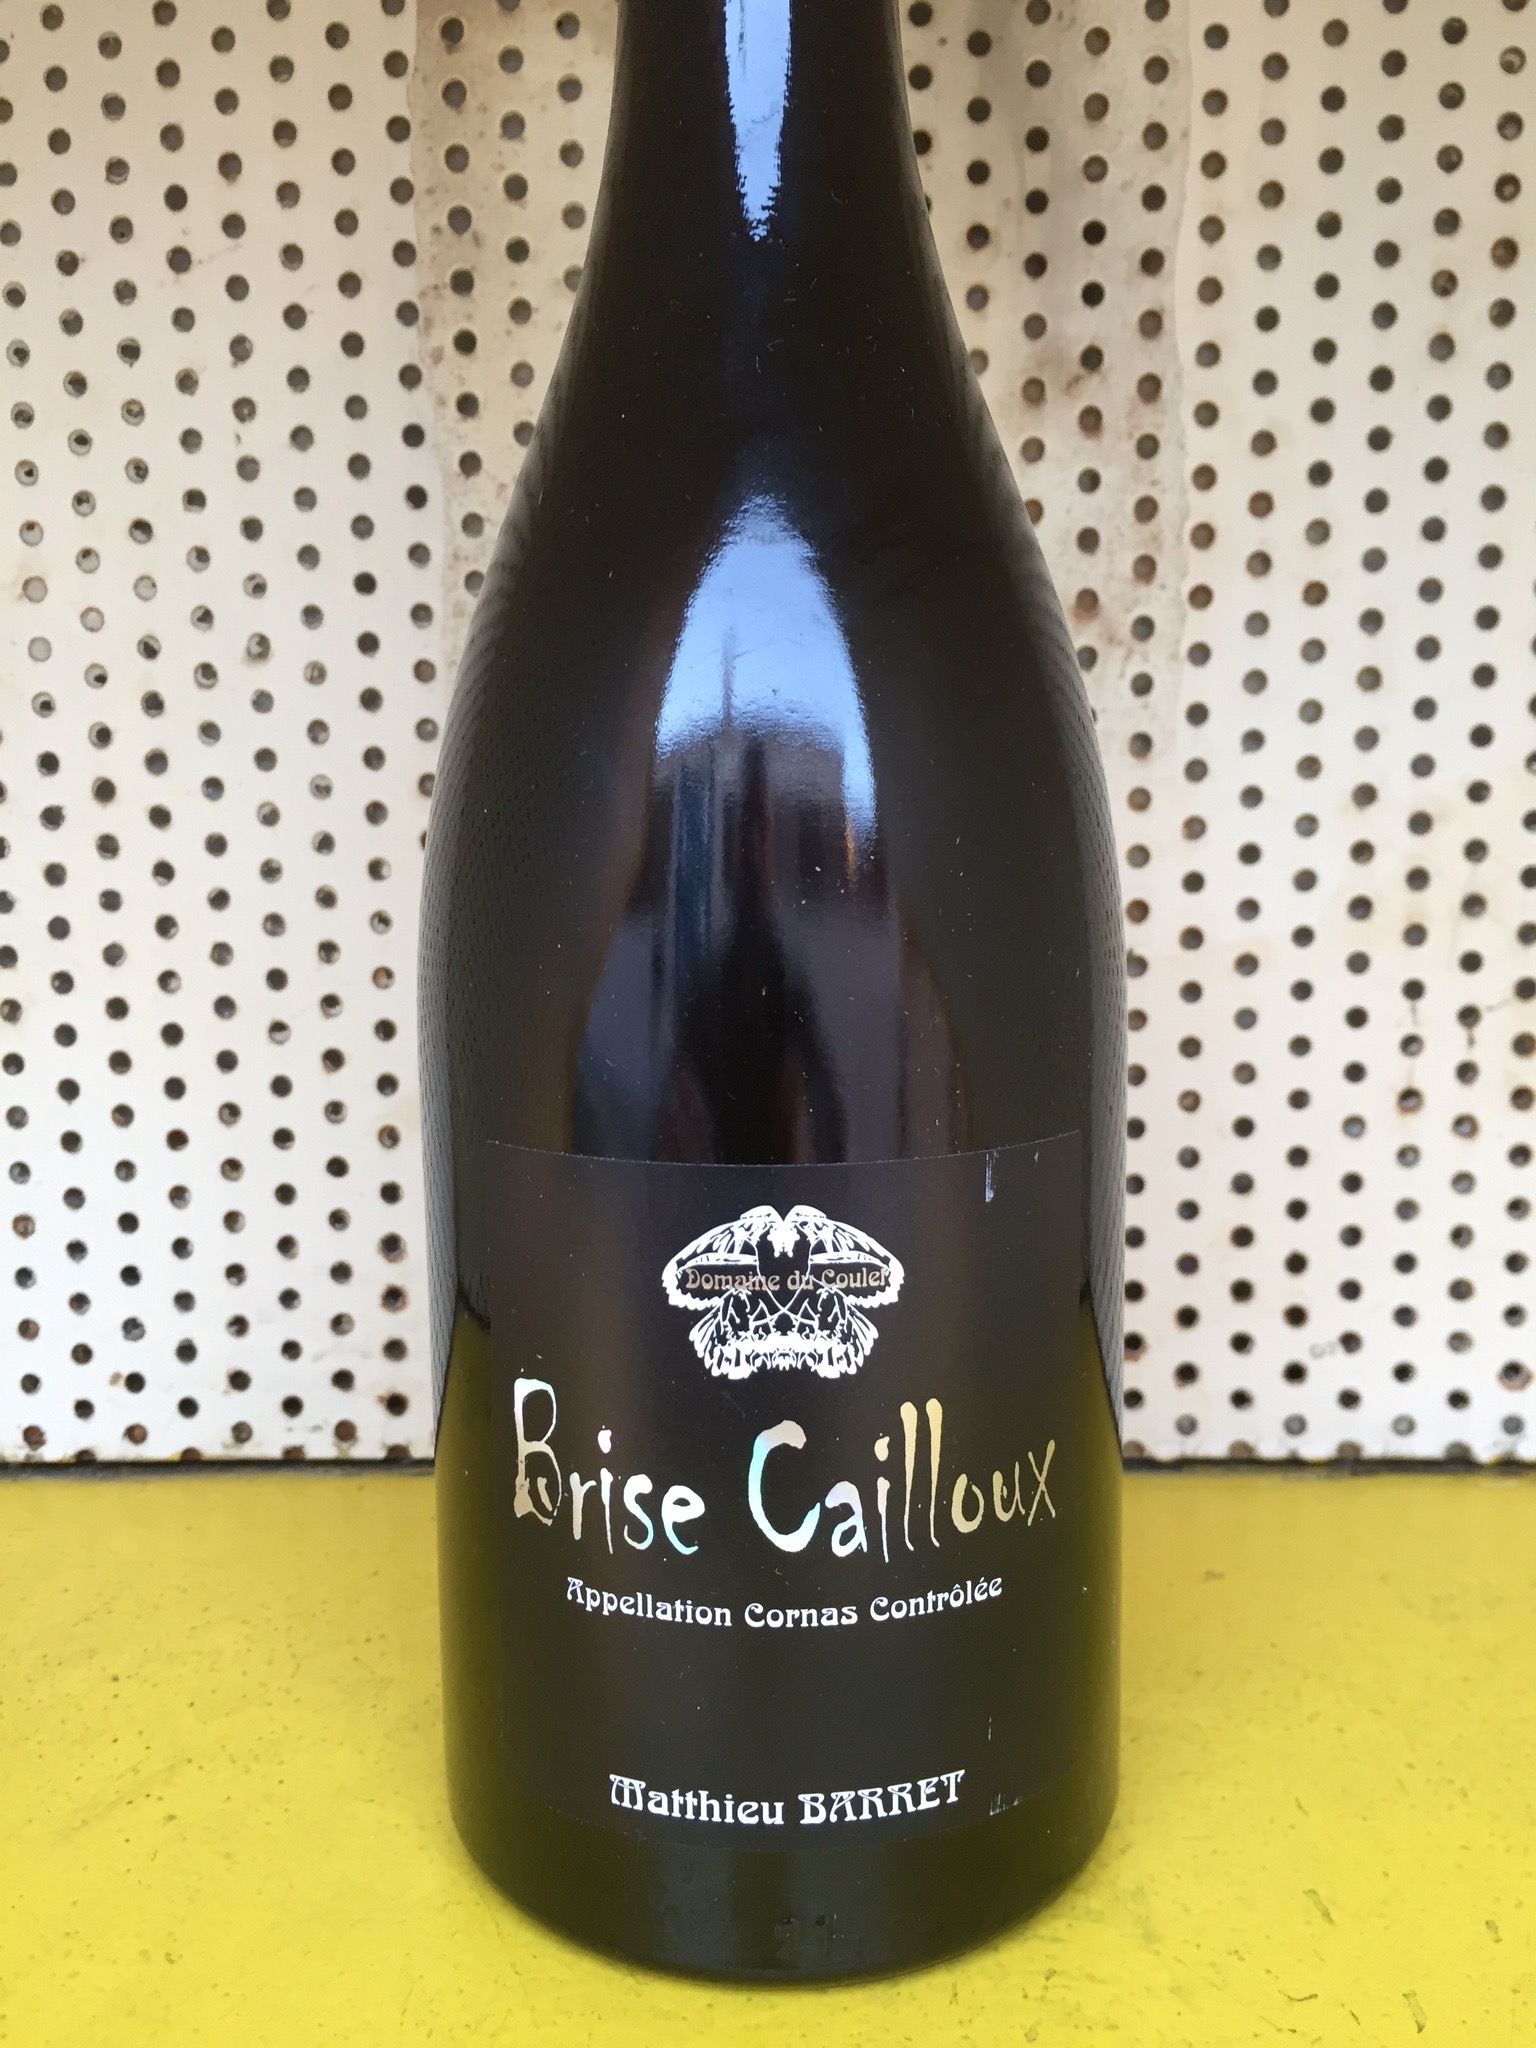 Domaine du Coulet
Brise Cailloux
Appellation Cornas Contrôlée
Matthieu BARRET